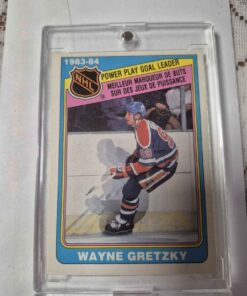 1983-84
NHL
POWER PLAY GOAL LEADER
MEILLEUR MARQUEUR DE BUTS
SUR DES JEUX DE PUISSANCE
WAYNE GRETZKY